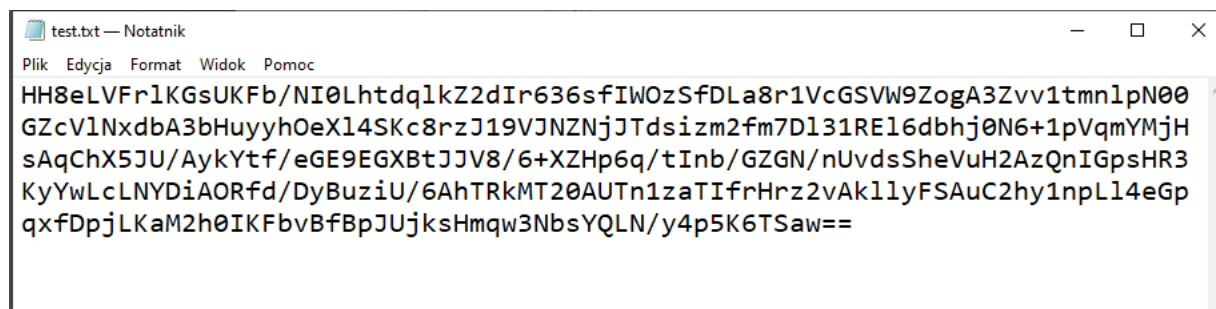 test.txt — Notatnik
Plik Edycja Format Widok Pomoc
HH8eLVFrlKGsUKFb/NI0LhtdqlkZ2dIr636sfIWOzSfDLa8r1VcGSVW9ZogA3Zvv1tmnlpN00
GZcVlNxdbA3bHuyyhOeXl4SKc8rzJ19VJNZNjJTdsizm2fm7Dl31REl6dbhj0N6+1pVqmYMjH
sAqChX5JU/AykYtf/eGE9EGXBtJJV8/6+XZHp6q/tInb/GZGN/nUvdsSheVuH2AzQnIGpsHR3
KyYwLcLNYDiAORfd/DyBuziU/6AhTRkMT20AUTn1zaTIfrHrz2vAkllyFSAuC2hy1npLl4eGp
qxfDpjLKaM2h0IKFbvBfBpJUjksHmqw3NbsYQLN/y4p5K6TSaw==